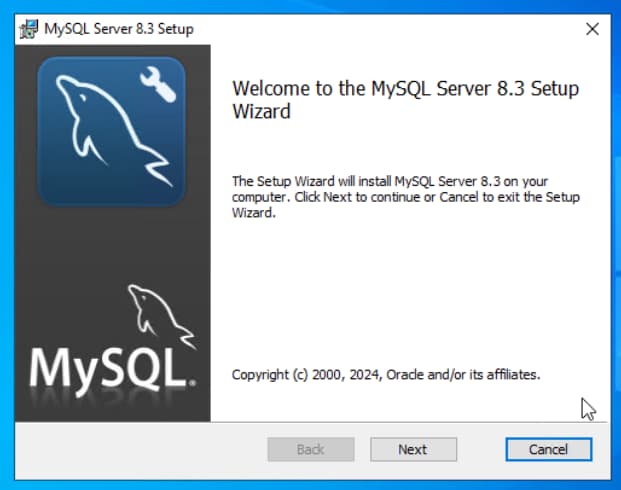 MySQL Server 8.3 Setup
Welcome to the MySQL Server 8.3 Setup
Wizard
The Setup Wizard will install MySQL Server 8.3 on your
computer. Click Next to continue or Cancel to exit the Setup
Wizard.
MySQL.
Copyright (c) 2000, 2024, Oracle and/or its affiliates.
Back
Next
Cancel